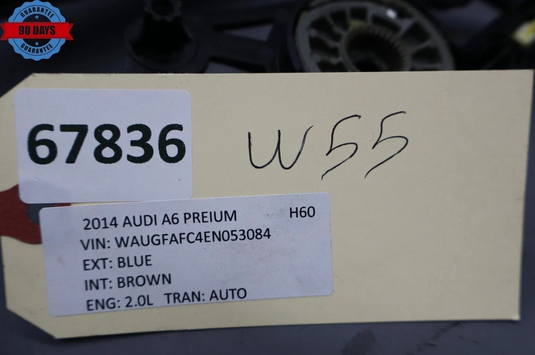 GUARANTEE
90 DAYS
GUARANTEE
67836
W55
2014 AUDI A6 PREIUM H60
VIN: WAUGFAFC4EN053084
EXT: BLUE
INT: BROWN
ENG: 2.0L TRAN: AUTO